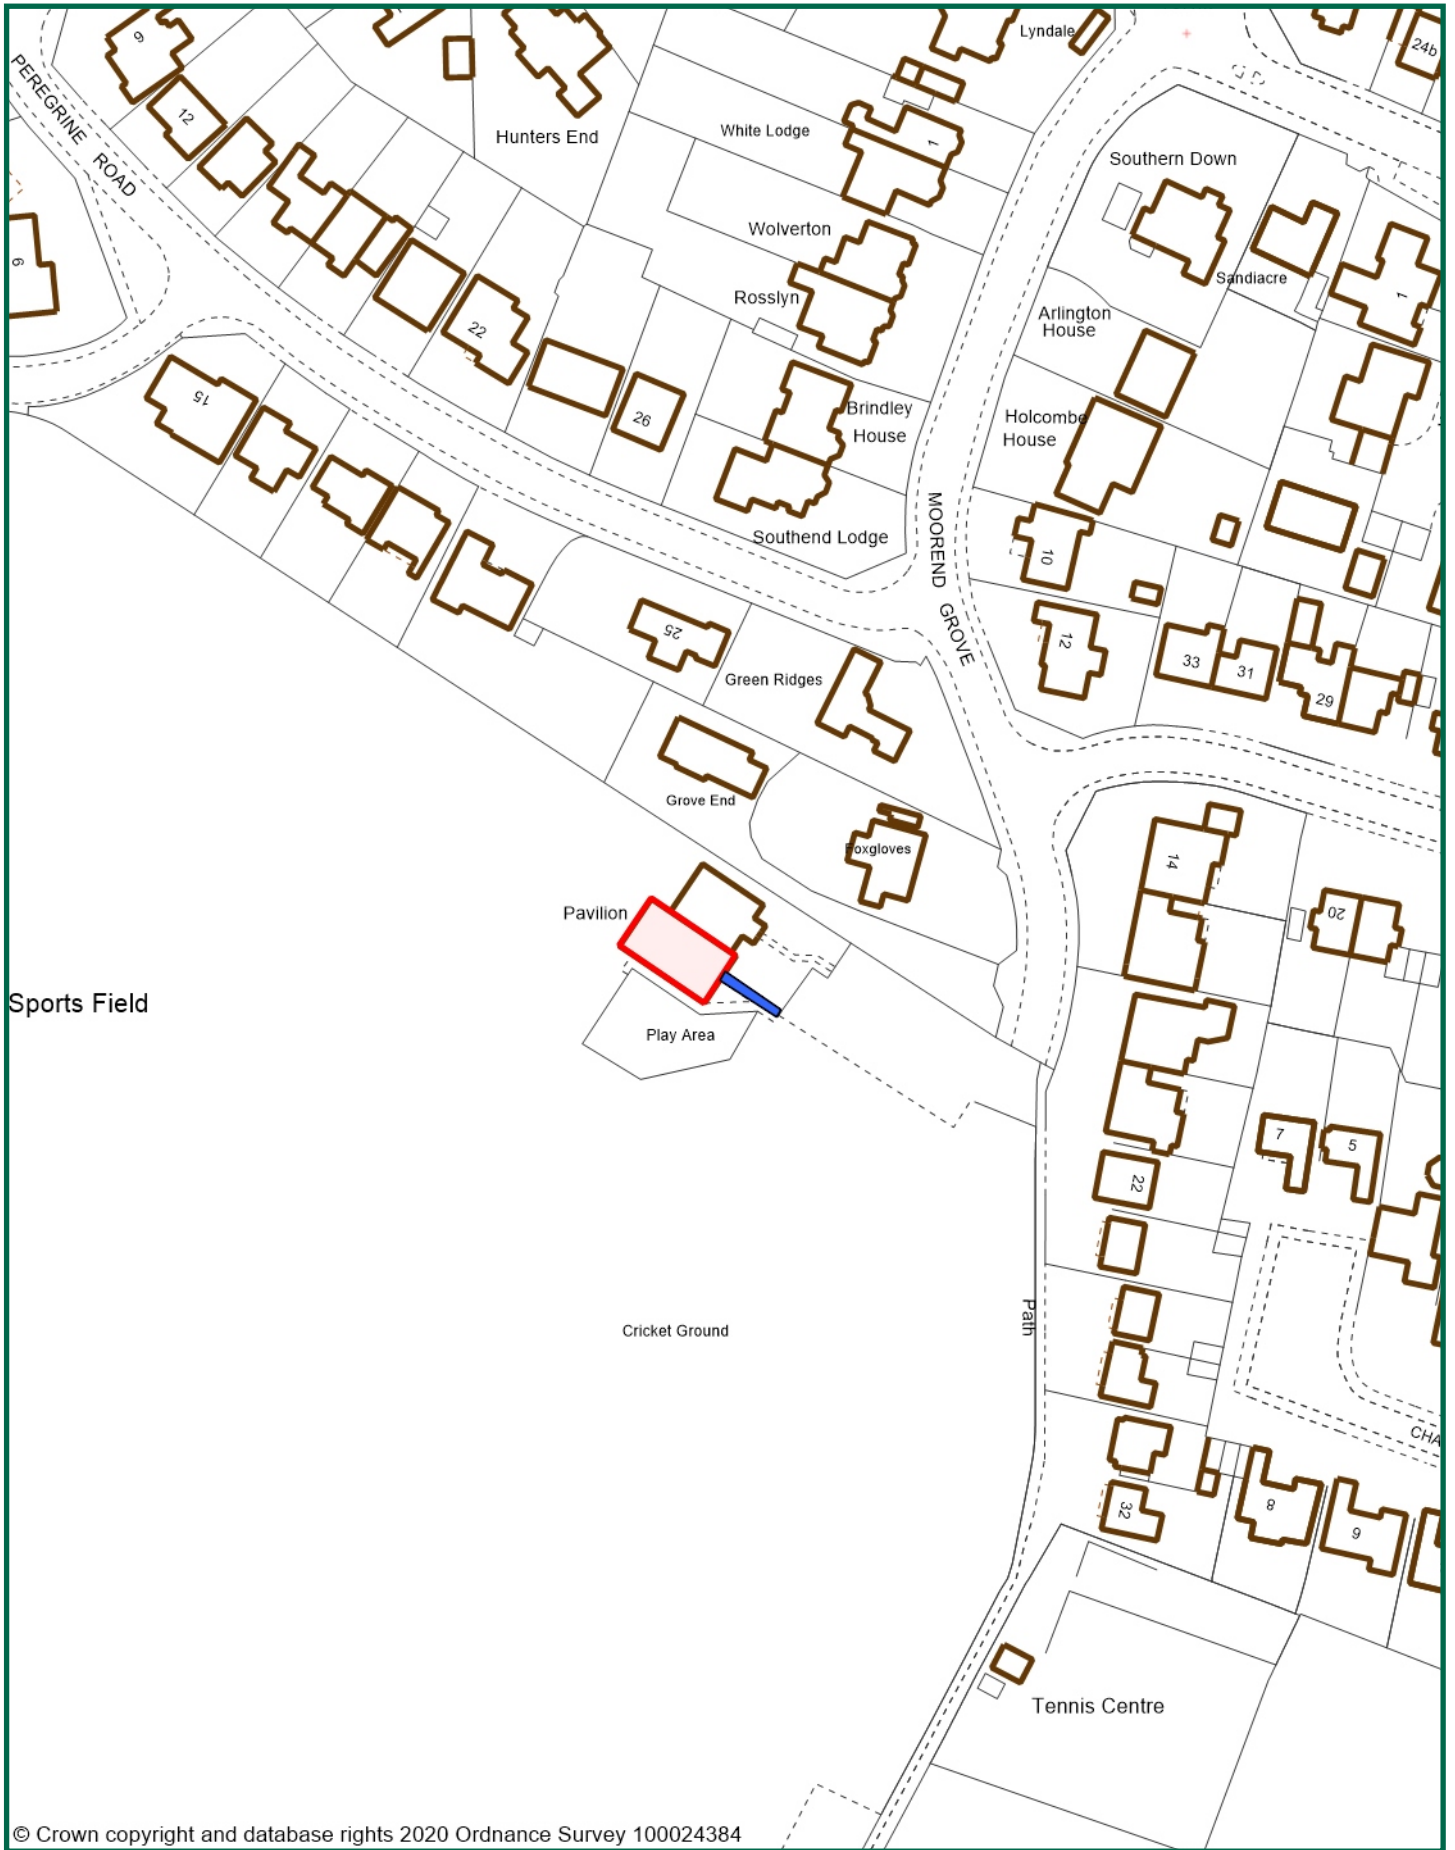 Lyndale
24b
9
PEREGRINE ROAD
12
Hunters End
White Lodge
1
Southern Down
Wolverton
Sandiacre
6
Rosslyn
1
Arlington
House
22
15
26
Brindley
House
Holcombe
House
Southend Lodge
MOOREND GROVE
10
25
12
33
31
29
Green Ridges
Grove End
Foxgloves
14
20
Pavilion
Sports Field
Play Area
7
5
22
Path
Cricket Ground
CHA
32
8
9
Tennis Centre
© Crown copyright and database rights 2020 Ordnance Survey 100024384